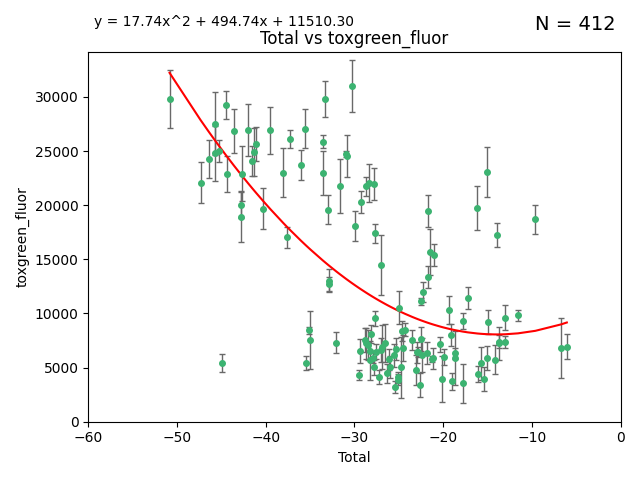 y = 17.74x^2 + 494.74x + 11510.30
N = 412
Total vs toxgreen_fluor
30000
25000
20000
15000
10000
5000
0
toxgreen_fluor
−60
−50
−40
−30
−20
−10
0
Total